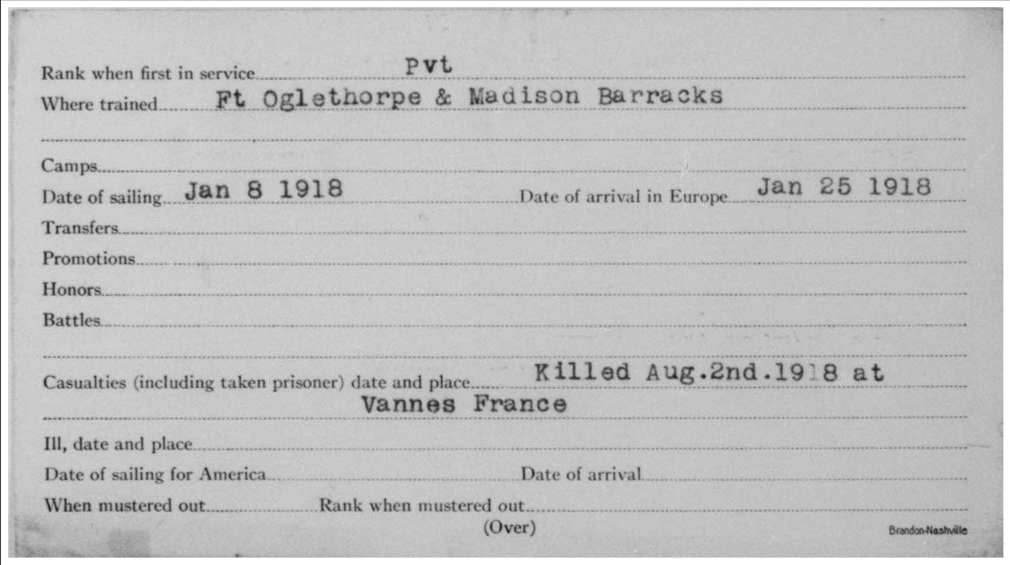 Rank when first in service Pvt
Where trained Ft Oglethorpe & Madison Barracks
Camps
Date of sailing Jan 8 1918 Date of arrival in Europe Jan 25 1918
Transfers
Promotions
Honors
Battles
Casualties (including taken prisoner) date and place Killed Aug.2nd.1918 at
Vannes France
Ill, date and place
Date of sailing for America Date of arrival
When mustered out Rank when mustered out
(Over)
Brandon-Nashville